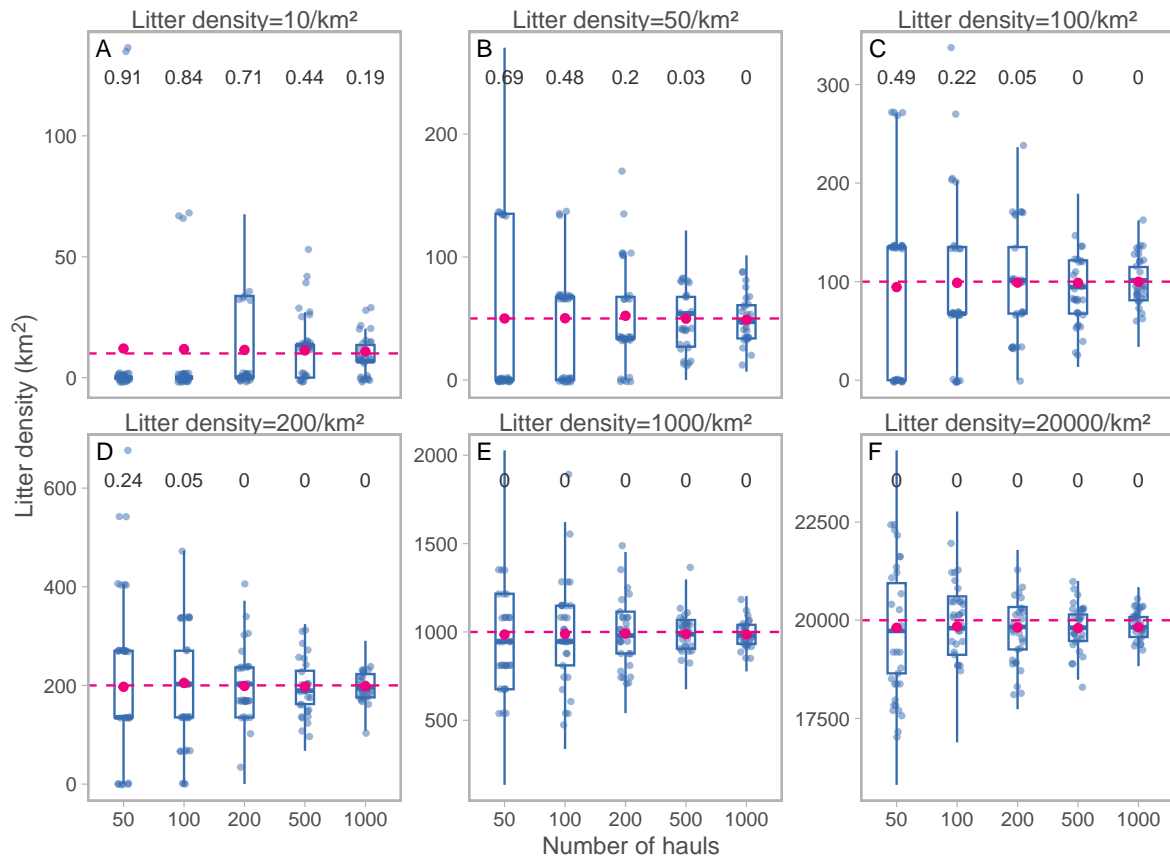 Litter density=10/km²
Litter density=50/km²
Litter density=100/km²
A
0.91 0.84 0.71 0.44 0.19
100
50
0
B
0.69 0.48 0.2 0.03 0
200
100
0
C
0.49 0.22 0.05 0 0
300
200
100
0
Litter density (km²)
Litter density=200/km²
Litter density=1000/km²
Litter density=20000/km²
D
0.24 0.05 0 0 0
600
400
200
0
50 100 200 500 1000
E
0 0 0 0 0
2000
1500
1000
500
50 100 200 500 1000
F
0 0 0 0 0
22500
20000
17500
50 100 200 500 1000
Number of hauls